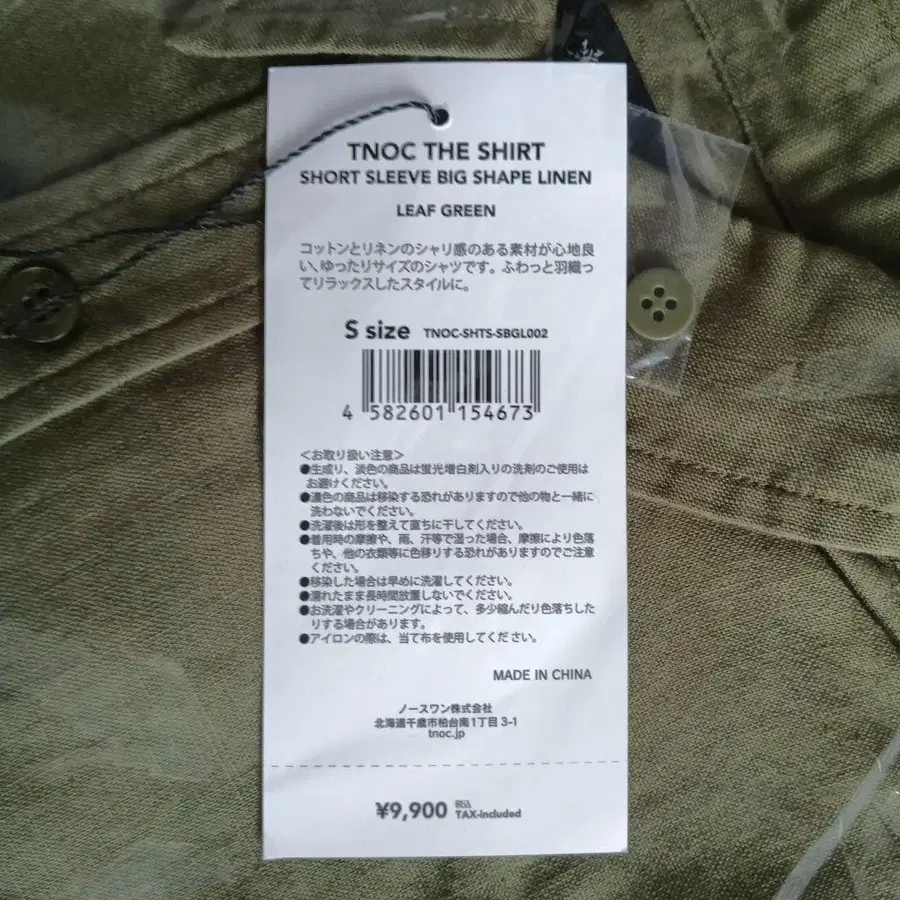 TNOC THE SHIRT
SHORT SLEEVE BIG SHAPE LINEN
LEAF GREEN
コットンとリネンのシャリ感のある素材が心地良
い、ゆったりサイズのシャツです。ふわっと羽織っ
てリラックスしたスタイルに。
S size TNOC-SHTS-SBGL002
4 582601 154673
＜お取り扱い注意＞
●生成り、淡色の商品は蛍光増白剤入りの洗剤のご使用は
お避けください。
●濃色の商品は移染する恐れがありますので他の物と一緒に
洗わないでください。
●洗濯後は形を整えて直ちに干してください。
●着用時の摩擦や、雨、汗等で湿った場合、摩擦により色落
ちや、他の衣類等に色移りする恐れがありますのでご注意
ください。
●移染した場合は早めに洗濯してください。
●濡れたまま長時間放置しないでください。
●お洗濯やクリーニングによって、多少縮んだり色落ちした
りする場合があります。
●アイロンの際は、当て布を使用してください。
MADE IN CHINA
ノースワン株式会社
北海道千歳市柏台南1丁目3-1
tnoc.jp
¥9,900 税込 TAX-included